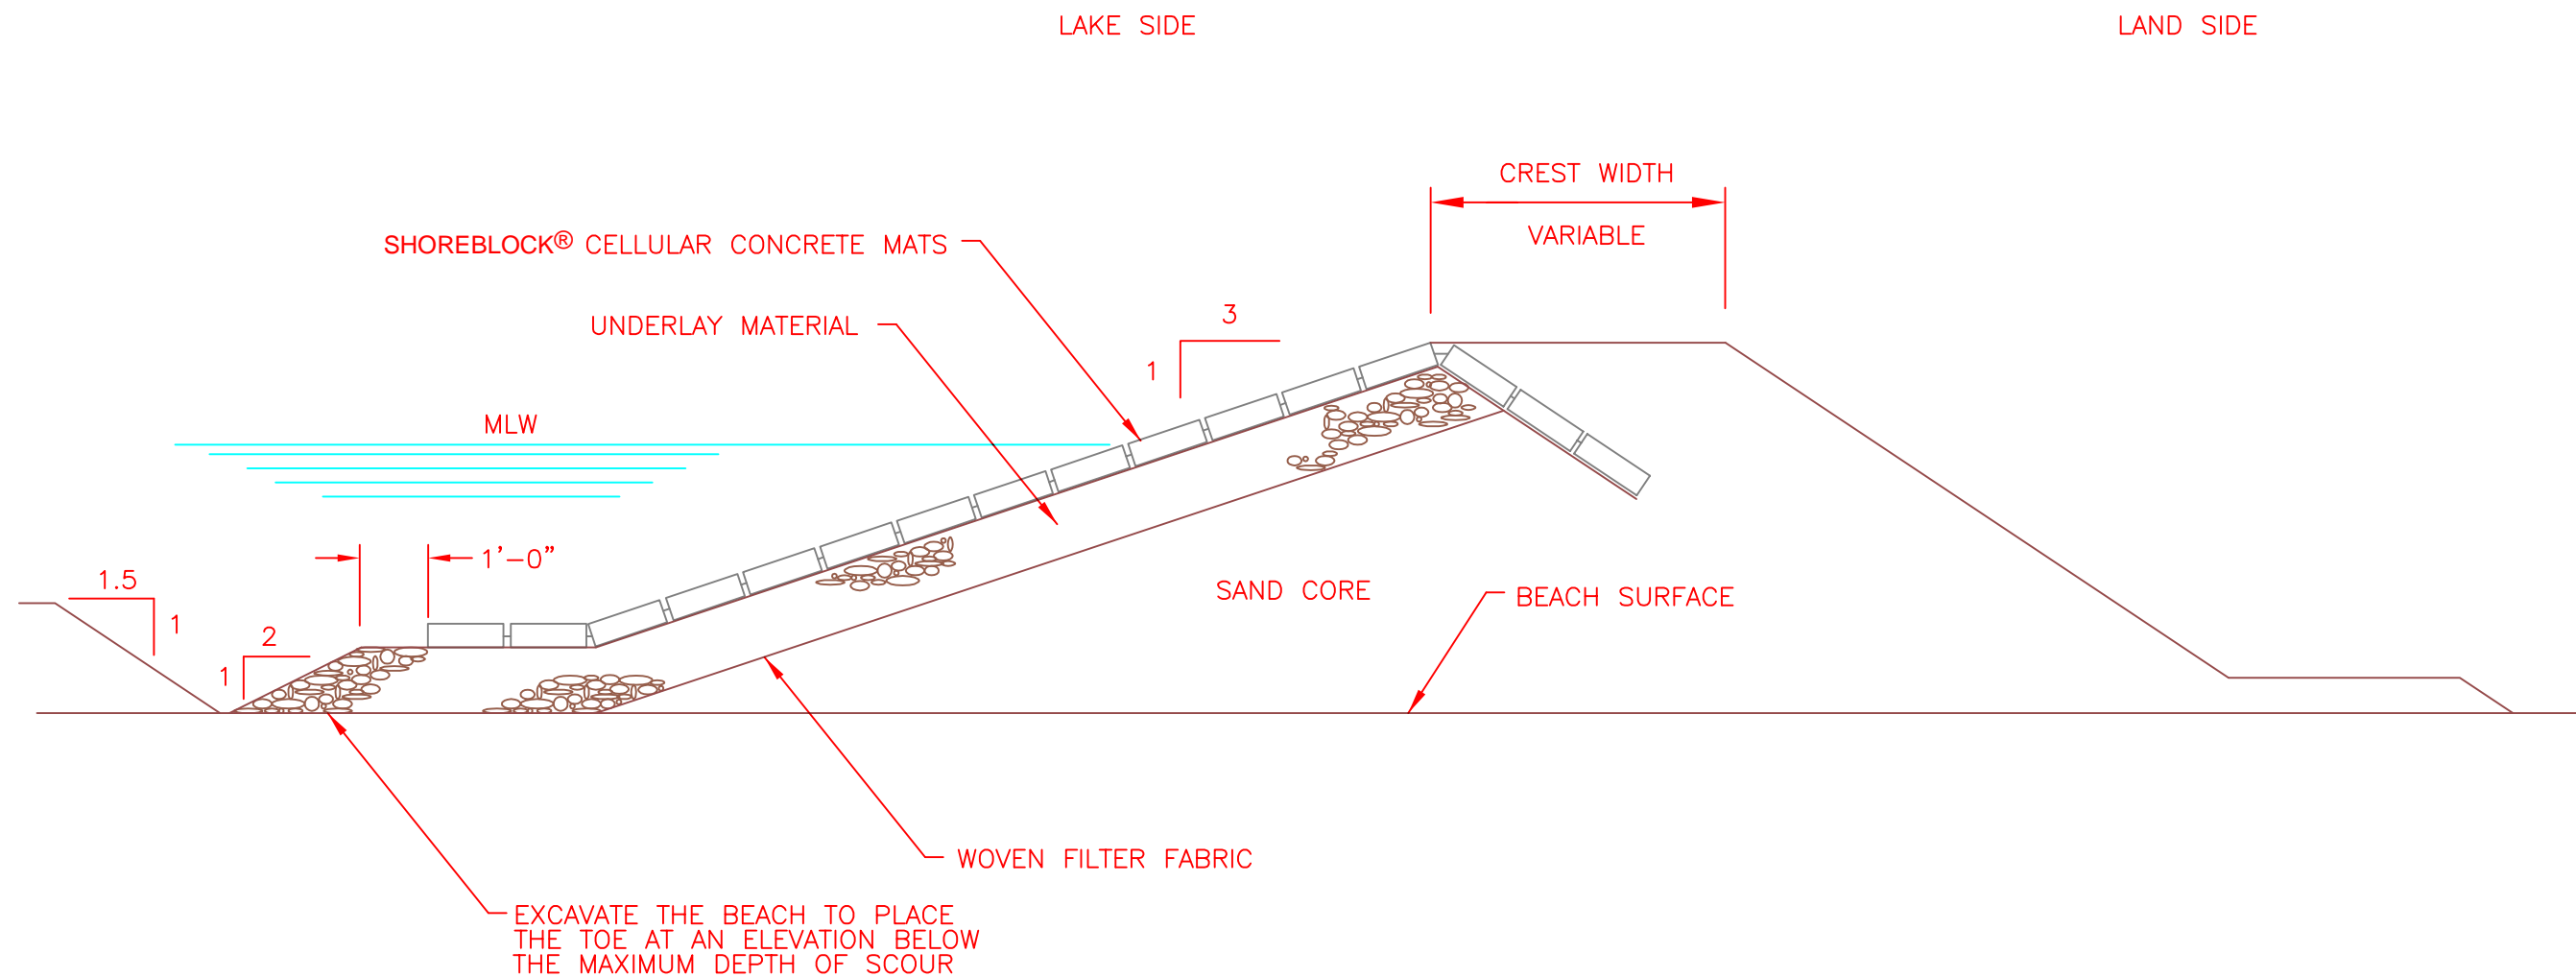 LAKE SIDE
LAND SIDE
CREST WIDTH
VARIABLE
SHOREBLOCK® CELLULAR CONCRETE MATS
3
1
UNDERLAY MATERIAL
MLW
1'-0"
1.5
1
2
1
SAND CORE
BEACH SURFACE
WOVEN FILTER FABRIC
EXCAVATE THE BEACH TO PLACE
THE TOE AT AN ELEVATION BELOW
THE MAXIMUM DEPTH OF SCOUR